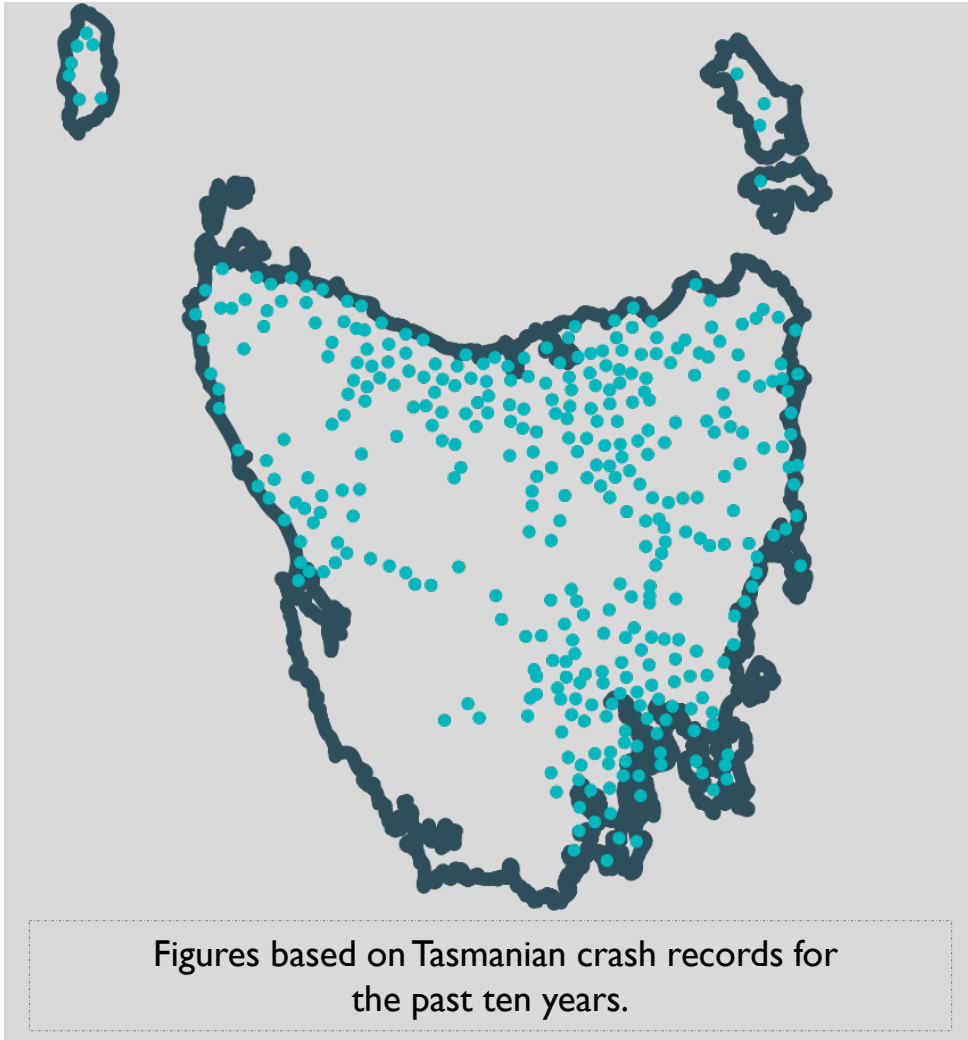 Figures based on Tasmanian crash records for
the past ten years.